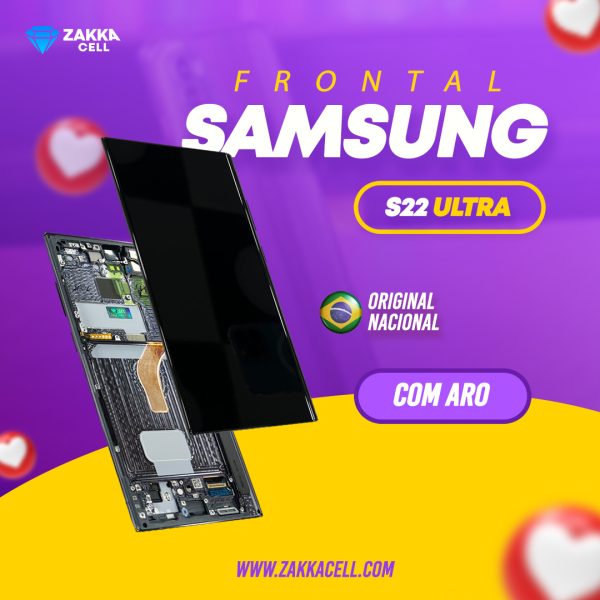 ZAKKA
CELL
FRONTAL
SAMSUNG
S22 ULTRA
ORIGINAL
NACIONAL
COM ARO
WWW.ZAKKACELL.COM